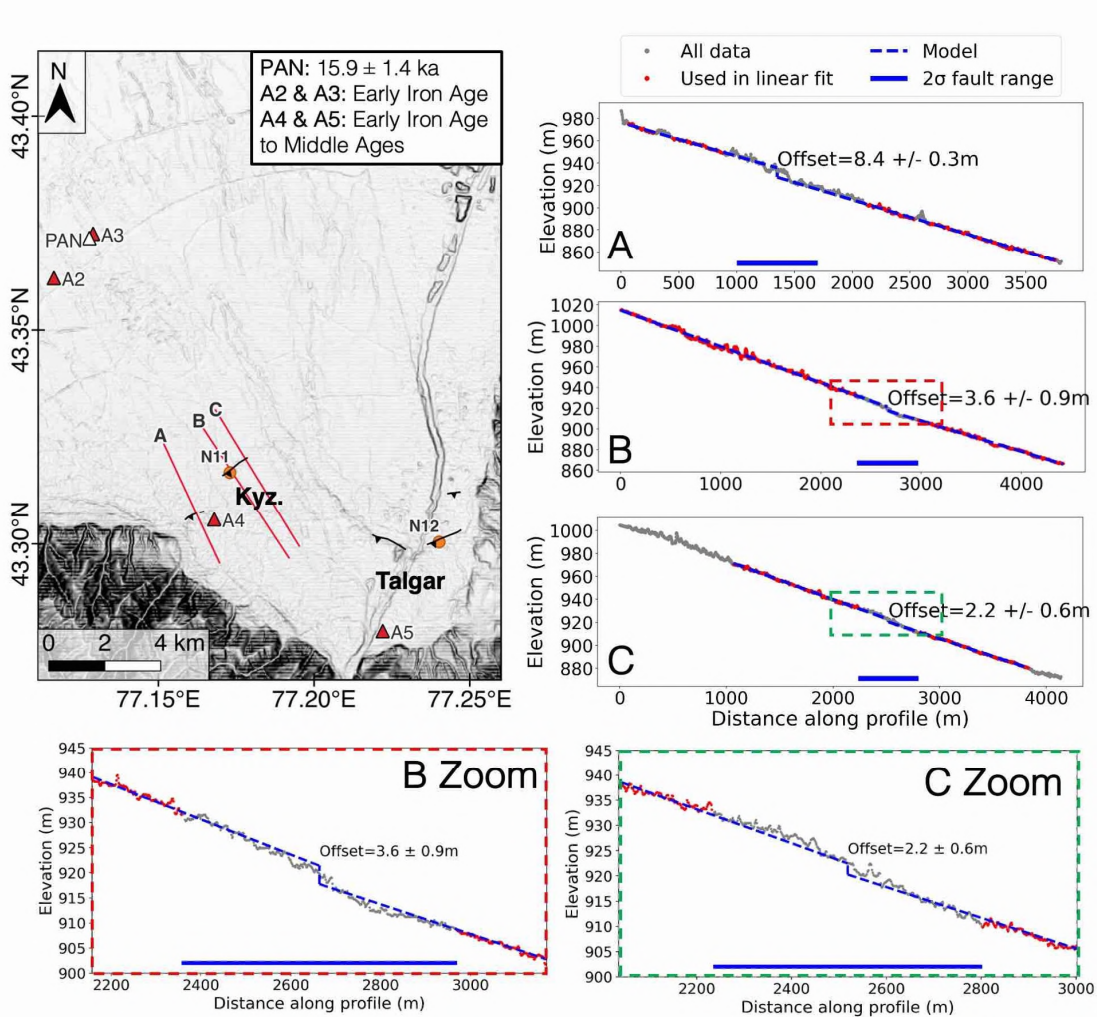 N
PAN: 15.9 ± 1.4 ka
A2 & A3: Early Iron Age
A4 & A5: Early Iron Age
to Middle Ages
43.40°N
43.35°N
43.30°N
PAN
A3
A2
A
B
C
N11
Kyz.
A4
N12
Talgar
A5
0 2 4 km
77.15°E 77.20°E 77.25°E
All data
Used in linear fit
Model
2σ fault range
Elevation (m)
980
960
940
920
900
880
860
Offset=8.4 +/- 0.3m
A
0 500 1000 1500 2000 2500 3000 3500
Elevation (m)
1020
1000
980
960
940
920
900
880
860
Offset=3.6 +/- 0.9m
B
0 1000 2000 3000 4000
Elevation (m)
1000
980
960
940
920
900
880
Offset=2.2 +/- 0.6m
C
0 1000 2000 3000 4000
Distance along profile (m)
B Zoom
Elevation (m)
945
940
935
930
925
920
915
910
905
900
Offset=3.6 ± 0.9m
2200 2400 2600 2800 3000
Distance along profile (m)
C Zoom
Elevation (m)
945
940
935
930
925
920
915
910
905
900
Offset=2.2 ± 0.6m
2200 2400 2600 2800 3000
Distance along profile (m)